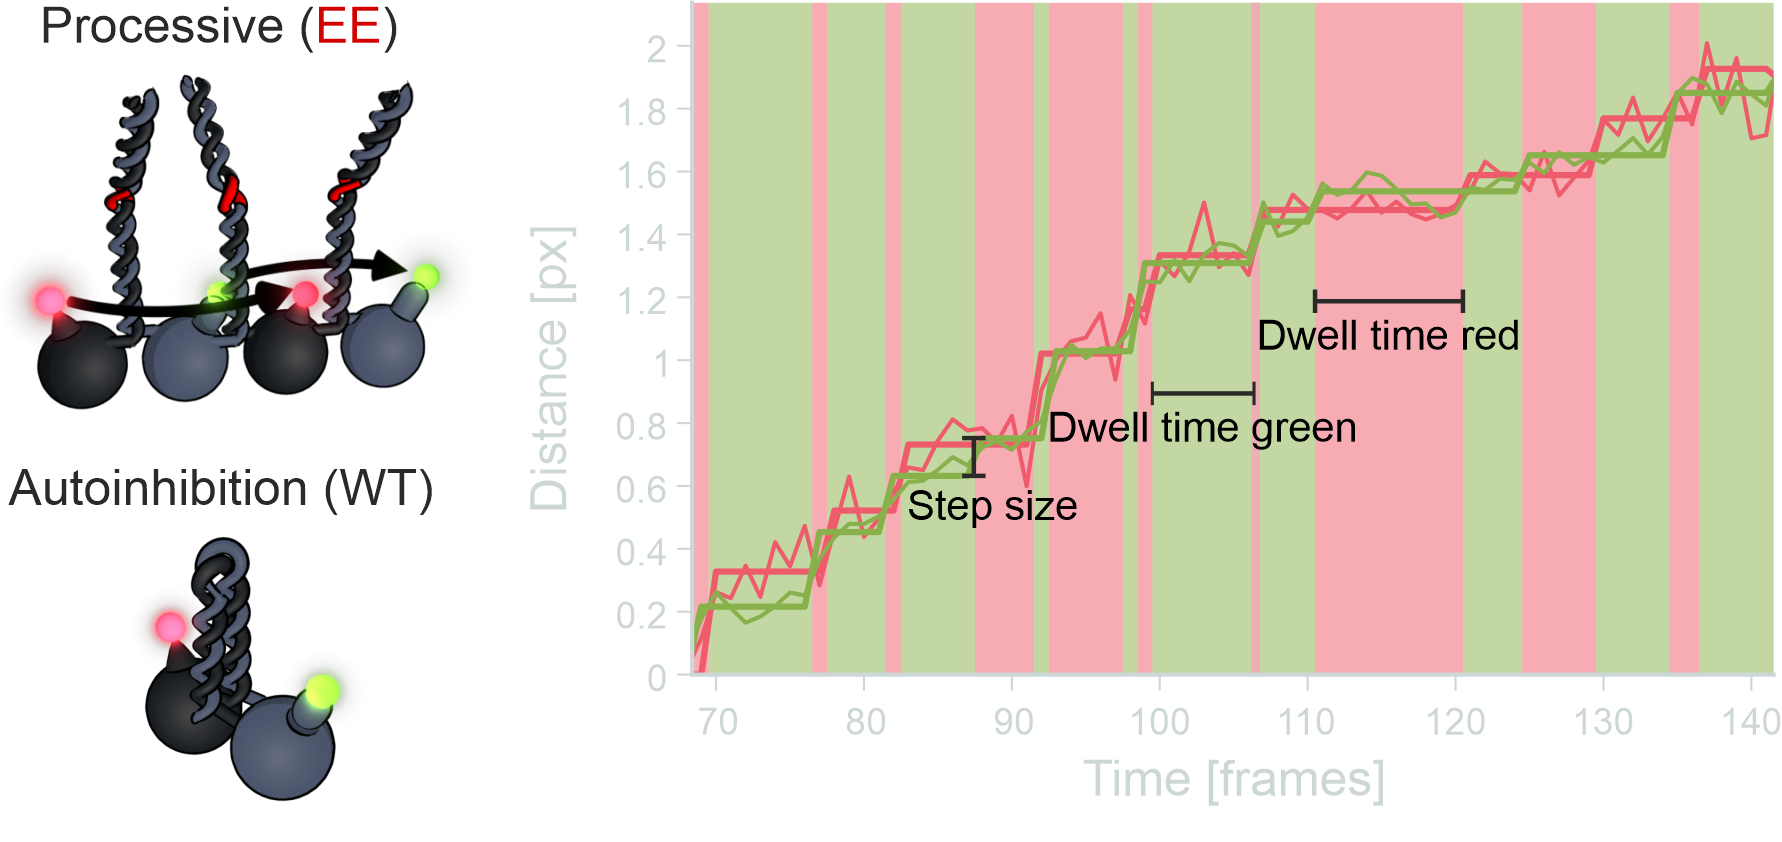 Processive (EE)
Autoinhibition (WT)
Distance [px]
2
1.8
1.6
1.4
1.2
1
0.8
0.6
0.4
0.2
0
Dwell time red
Dwell time green
Step size
70 80 90 100 110 120 130 140
Time [frames]